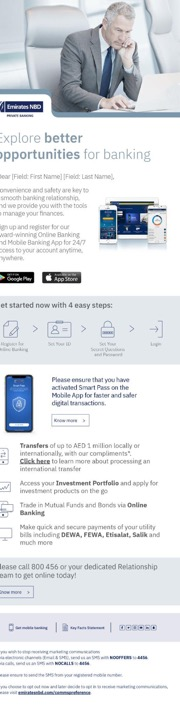 Emirates NBD
PRIVATE BANKING
Explore better
opportunities for banking
Dear [Field: First Name] [Field: Last Name],
onvenience and safety are key to
smooth banking relationship,
nd we provide you with the tools
manage your finances.
ign up and register for our
ward-winning Online Banking
nd Mobile Banking App for 24/7
ccess to your account anytime,
nywhere.
Google Play
App Store
et started now with 4 easy steps:
Register for
Online Banking
Set Your ID
Set Your
Secret Questions
and Password
Login
Please ensure that you have
activated Smart Pass on the
Mobile App for faster and safer
digital transactions.
Know more >
Transfers of up to AED 1 million locally or
internationally, with our compliments*.
Click here to learn more about processing an
international transfer
Access your Investment Portfolio and apply for
investment products on the go
Trade in Mutual Funds and Bonds via Online
Banking
Make quick and secure payments of your utility
bills including DEWA, FEWA, Etisalat, Salik and
much more
lease call 800 456 or your dedicated Relationship
eam to get online today!
Know more >
Get mobile banking
Key Facts Statement
you wish to stop receiving marketing communications
via electronic channels (Email & SMS), send us an SMS with NOOFFERS to 4456
via calls, send us an SMS with NOCALLS to 4456
ease ensure to send the SMS from your registered mobile number.
you choose to opt out now and later decide to opt in to receive marketing communications,
ease visit emiratesnbd.com/commpreference